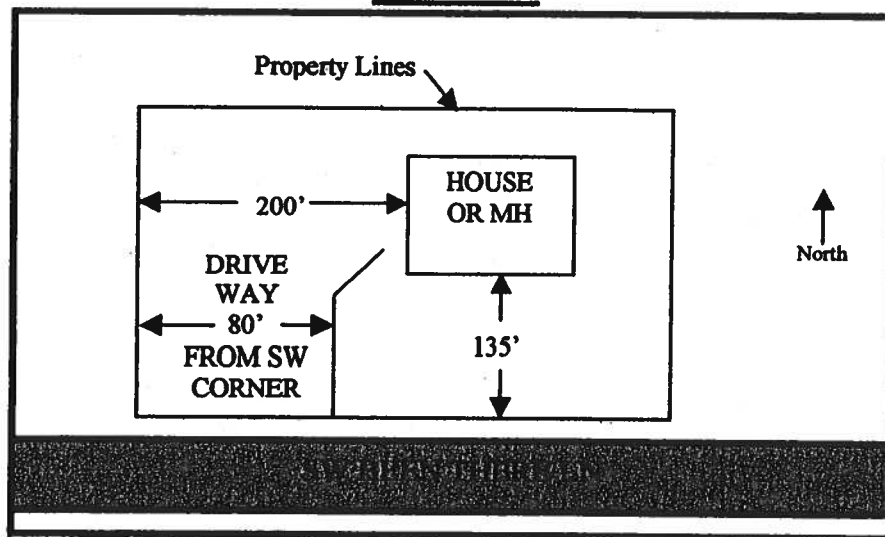 Property Lines
HOUSE
OR MH
200’
North
DRIVE
WAY
80’
FROM SW
CORNER
135’